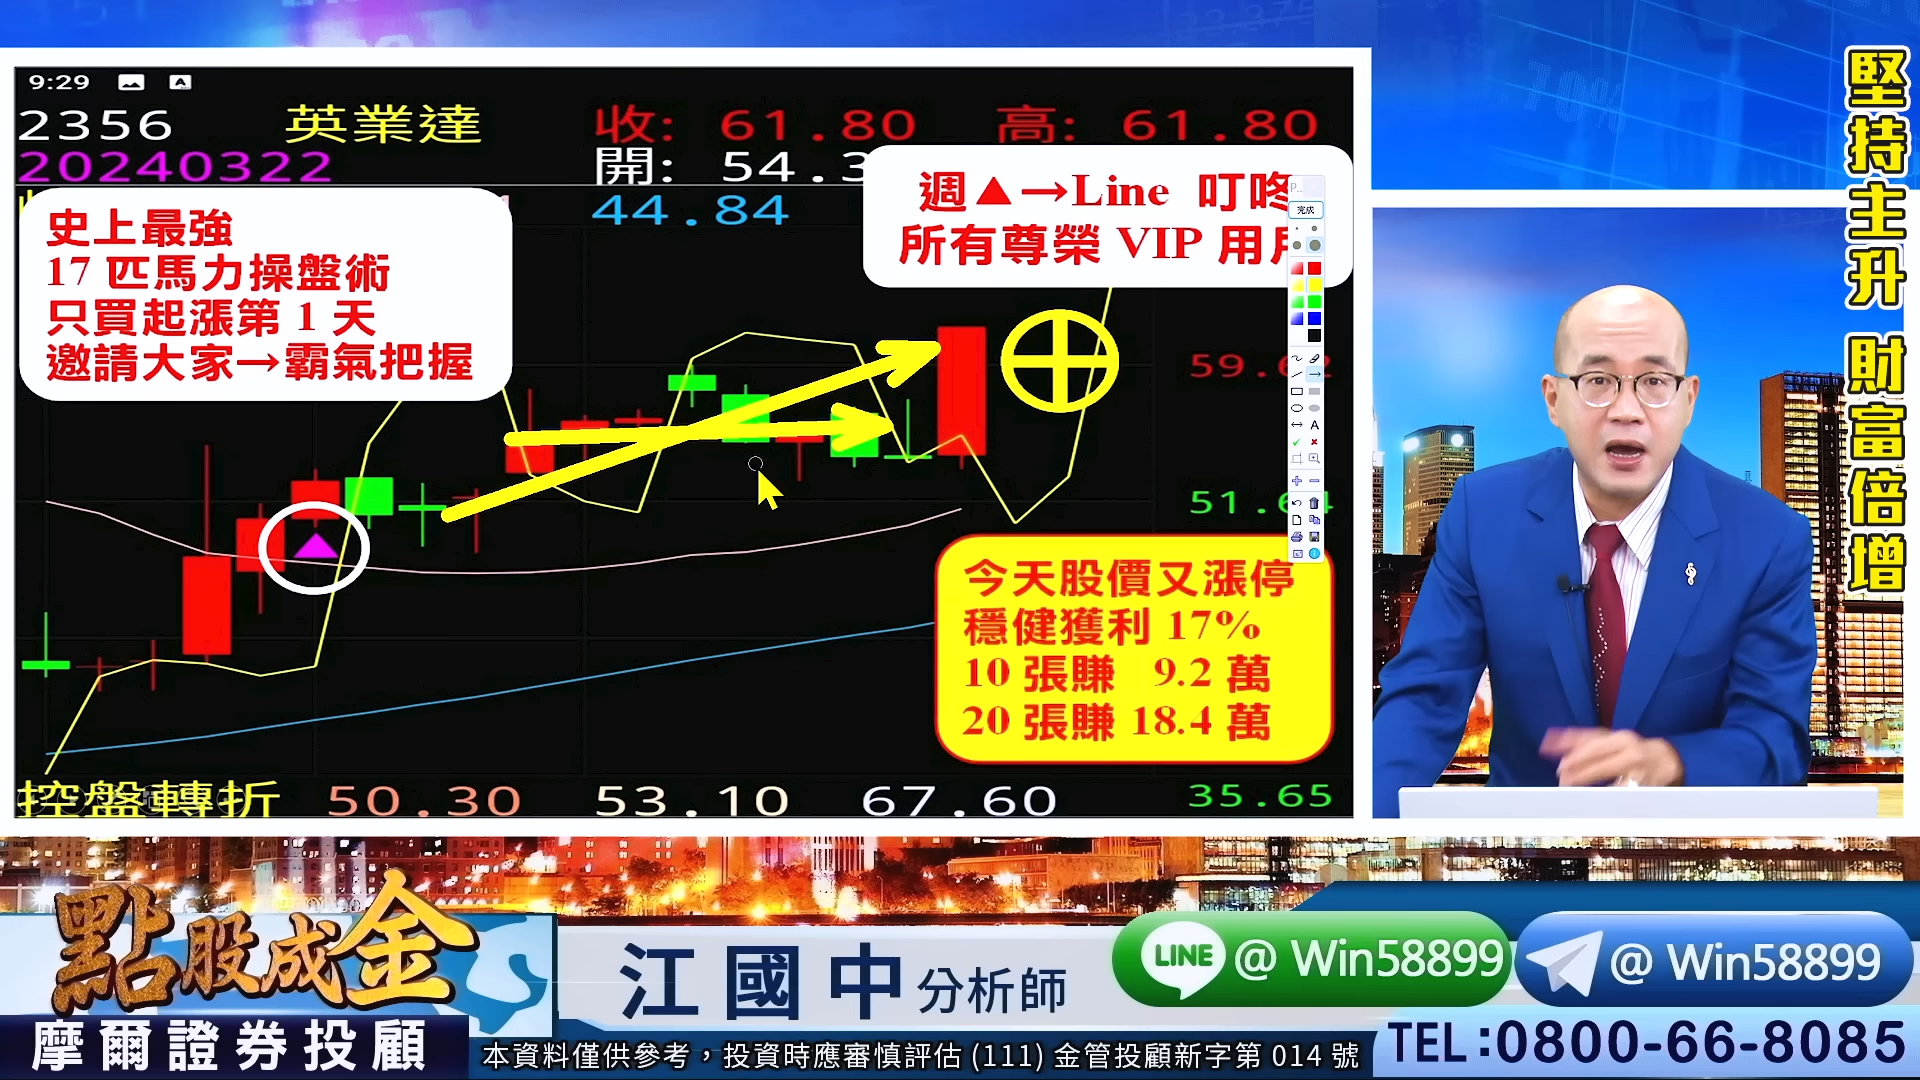 9:29
2356 英業達 收: 61.80 高: 61.80
20240322 開: 54.3
44.84
史上最強
17 匹馬力操盤術
只買起漲第 1 天
邀請大家→霸氣把握
週▲→Line 叮咚
所有尊榮 VIP 用戶
完成
A
59.62
51.64
今天股價又漲停
穩健獲利 17%
10 張賺 9.2 萬
20 張賺 18.4 萬
控盤轉折 50.30 53.10 67.60 35.65
堅持主升 財富倍增
點股成金
摩爾證券投顧
江國中 分析師
LINE @ Win58899
@ Win58899
TEL:0800-66-8085
本資料僅供參考，投資時應審慎評估 (111) 金管投顧新字第 014 號